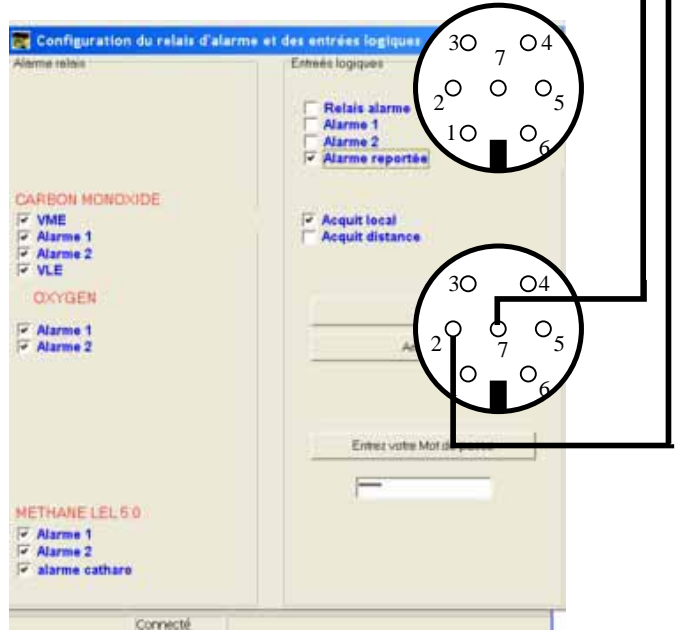 Configuration du relais d'alarme et des entrées logiques
Alarme relais
CARBON MONOXIDE
VME
Alarme 1
Alarme 2
VLE
OXYGEN
Alarme 1
Alarme 2
METHANE LEL 5.0
Alarme 1
Alarme 2
alarme catharo
Entreés logiques
Relais alarme
Alarme 1
Alarme 2
Alarme reportée
Acquit local
Acquit distance
Entrez votre Mot de passe
Connecté
3
7
4
2
5
1
6
3
4
2
7
5
6